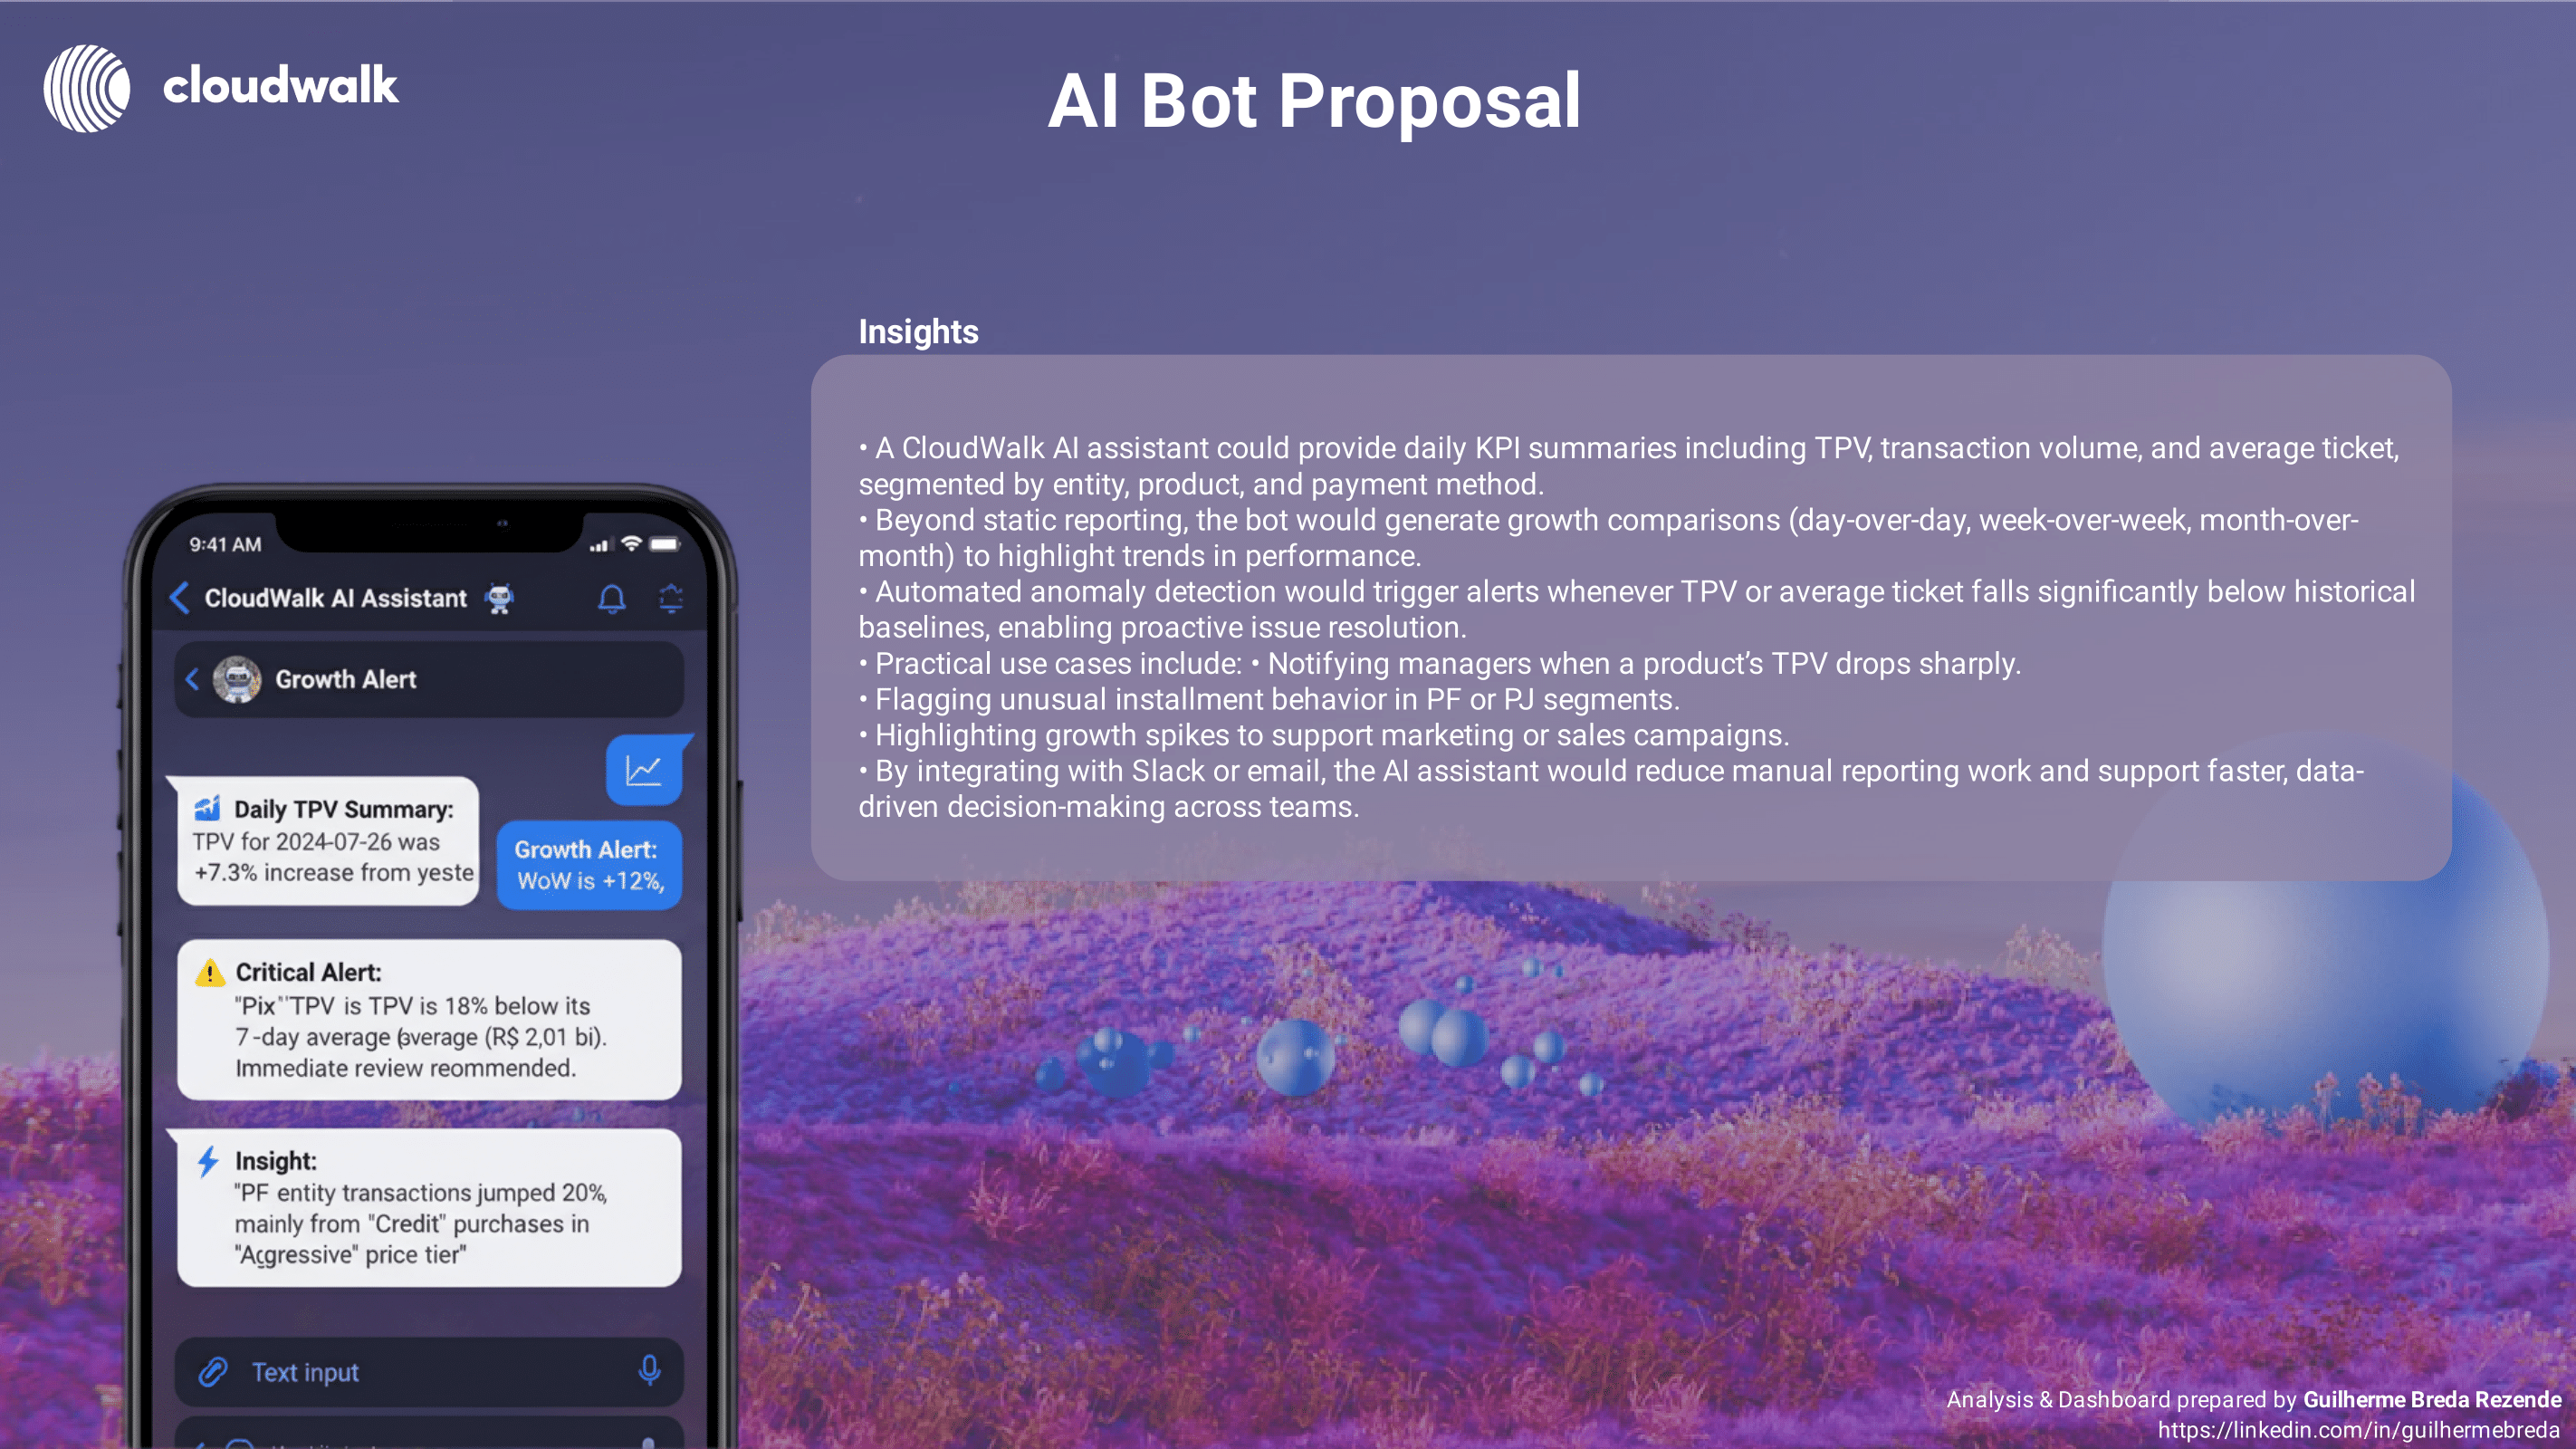 cloudwalk
AI Bot Proposal
Insights
• A CloudWalk AI assistant could provide daily KPI summaries including TPV, transaction volume, and average ticket,
segmented by entity, product, and payment method.
• Beyond static reporting, the bot would generate growth comparisons (day-over-day, week-over-week, month-over-
month) to highlight trends in performance.
• Automated anomaly detection would trigger alerts whenever TPV or average ticket falls significantly below historical
baselines, enabling proactive issue resolution.
• Practical use cases include: • Notifying managers when a product’s TPV drops sharply.
• Flagging unusual installment behavior in PF or PJ segments.
• Highlighting growth spikes to support marketing or sales campaigns.
• By integrating with Slack or email, the AI assistant would reduce manual reporting work and support faster, data-
driven decision-making across teams.
9:41 AM
CloudWalk AI Assistant
Growth Alert
Daily TPV Summary:
TPV for 2024-07-26 was
+7.3% increase from yeste
Growth Alert:
WoW is +12%,
Critical Alert:
"Pix" TPV is TPV is 18% below its
7-day average (average (R$ 2,01 bi).
Immediate review reommended.
Insight:
"PF entity transactions jumped 20%,
mainly from "Credit" purchases in
"Aggressive" price tier"
Text input
Analysis & Dashboard prepared by Guilherme Breda Rezende
https://linkedin.com/in/guilhermebreda